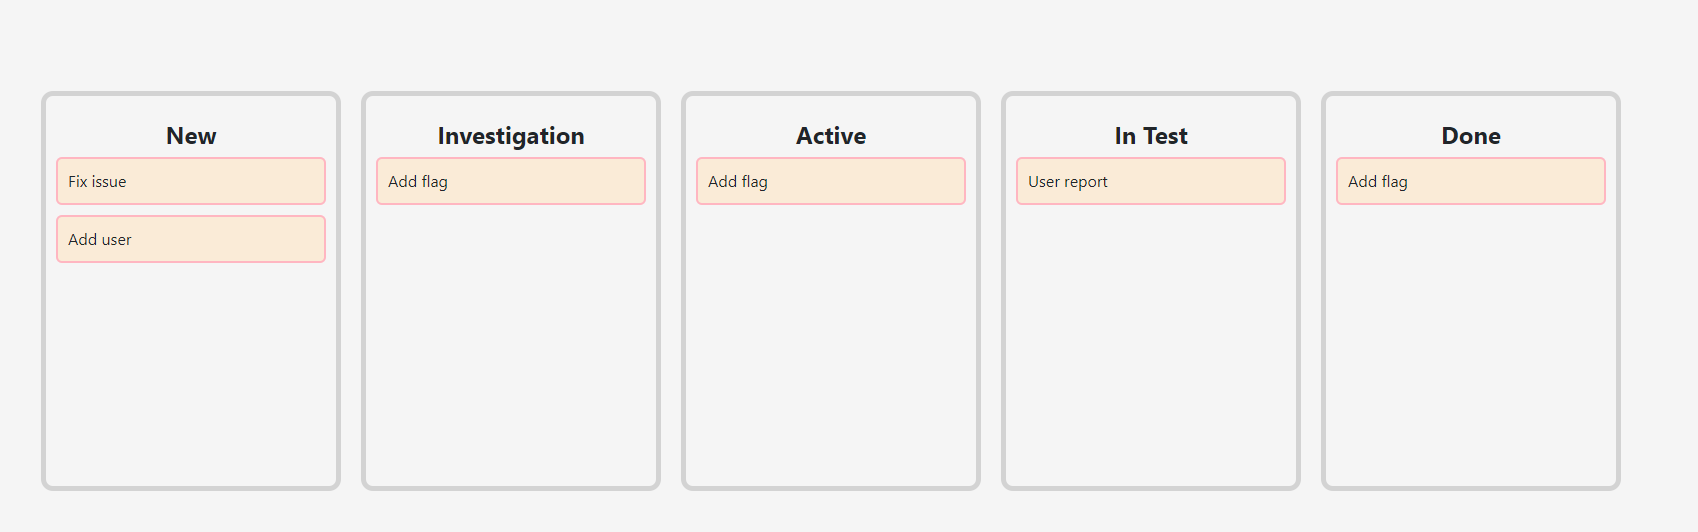 New
Fix issue
Add user
Investigation
Add flag
Active
Add flag
In Test
User report
Done
Add flag